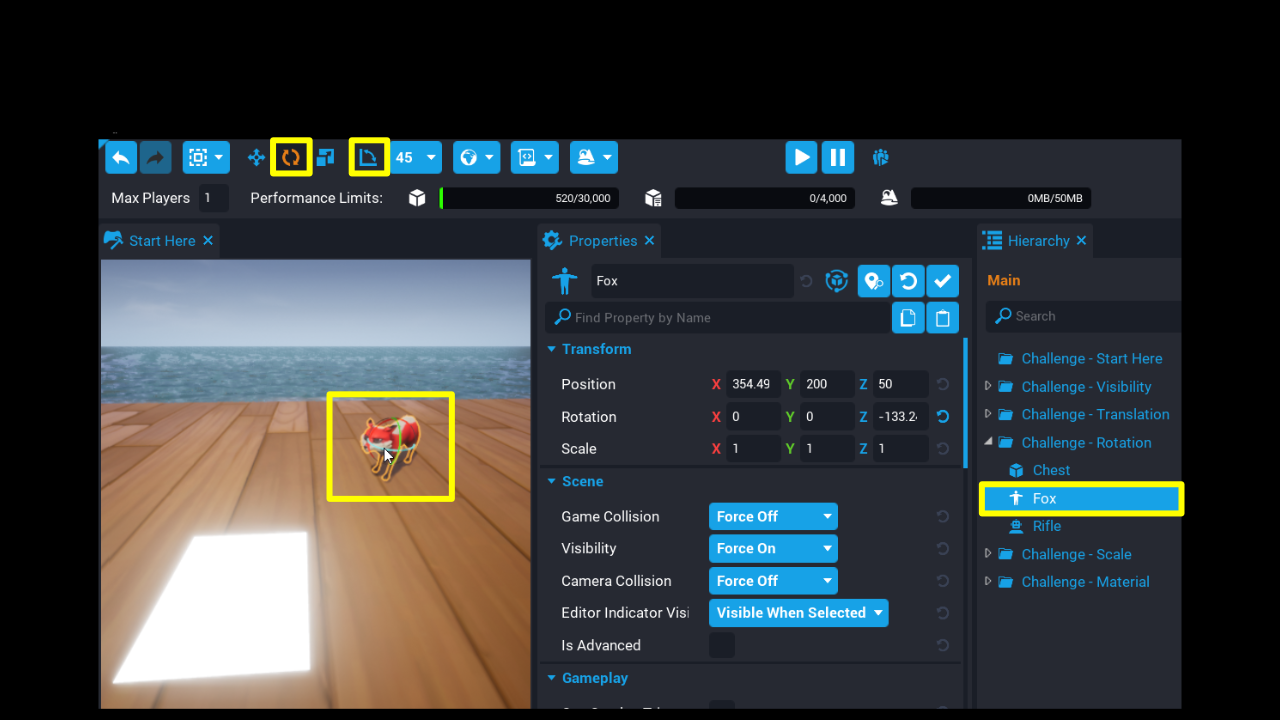 45
Max Players 1 Performance Limits: 520/30,000 0/4,000 0MB/50MB
Start Here
Properties
Hierarchy
Fox
Main
Find Property by Name
Search
Transform
Position X 354.49 Y 200 Z 50
Rotation X 0 Y 0 Z -133.2
Scale X 1 Y 1 Z 1
Scene
Game Collision Force Off
Visibility Force On
Camera Collision Force Off
Editor Indicator Visi Visible When Selected
Is Advanced
Gameplay
Challenge - Start Here
Challenge - Visibility
Challenge - Translation
Challenge - Rotation
Chest
Fox
Rifle
Challenge - Scale
Challenge - Material